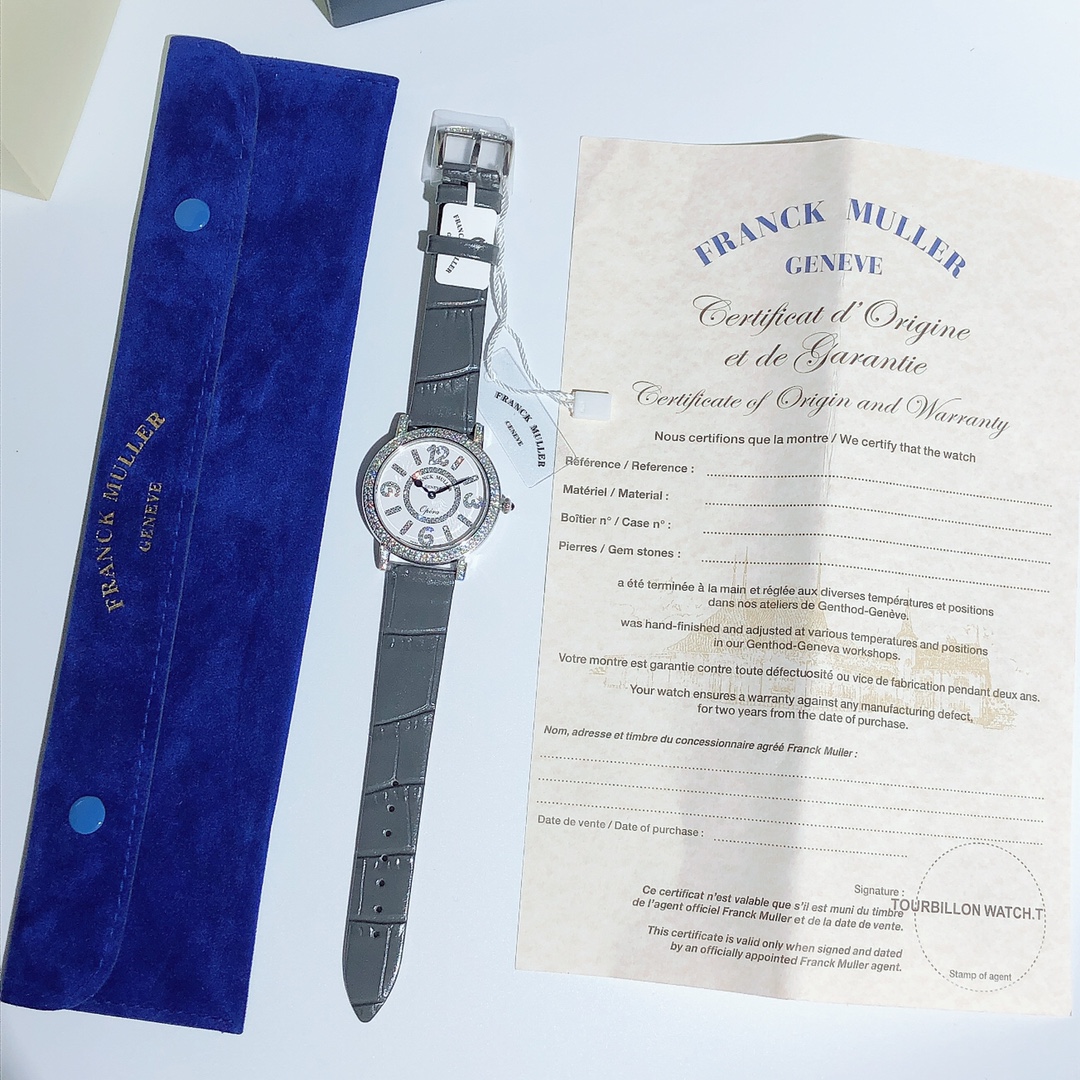 FRANCK MULLER
GENEVE
FRANCK
MULLER
FRANCK MULLER
GENEVE
12
3
6
9
Opéra
FRANCK MULLER
GENEVE
Certificat d'Origine
et de Garantie
Certificate of Origin and Warranty
Nous certifions que la montre / We certify that the watch
Référence / Reference :
Matériel / Material :
Boîtier n° / Case n° :
Pierres / Gem stones :
a été terminée à la main et réglée aux diverses températures et positions
dans nos ateliers de Genthod-Genève.
was hand-finished and adjusted at various temperatures and positions
in our Genthod-Geneva workshops.
Votre montre est garantie contre toute défectuosité ou vice de fabrication pendant deux ans.
Your watch ensures a warranty against any manufacturing defect,
for two years from the date of purchase.
Nom, adresse et timbre du concessionnaire agréé Franck Muller :
Date de vente / Date of purchase :
Signature :
TOURBILLON WATCH.T
Ce certificat n'est valable que s'il est muni du timbre
de l'agent officiel Franck Muller et de la date de vente.
This certificate is valid only when signed and dated
by an officially appointed Franck Muller agent.
Stamp of agent